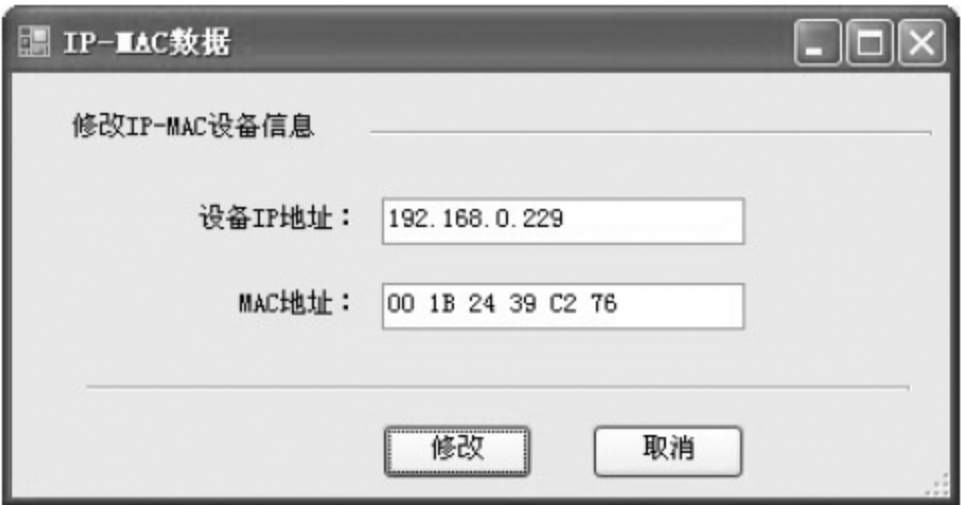 IP-MAC数据
修改IP-MAC设备信息
设备IP地址： 192.168.0.229
MAC地址： 00 1B 24 39 C2 76
修改 取消